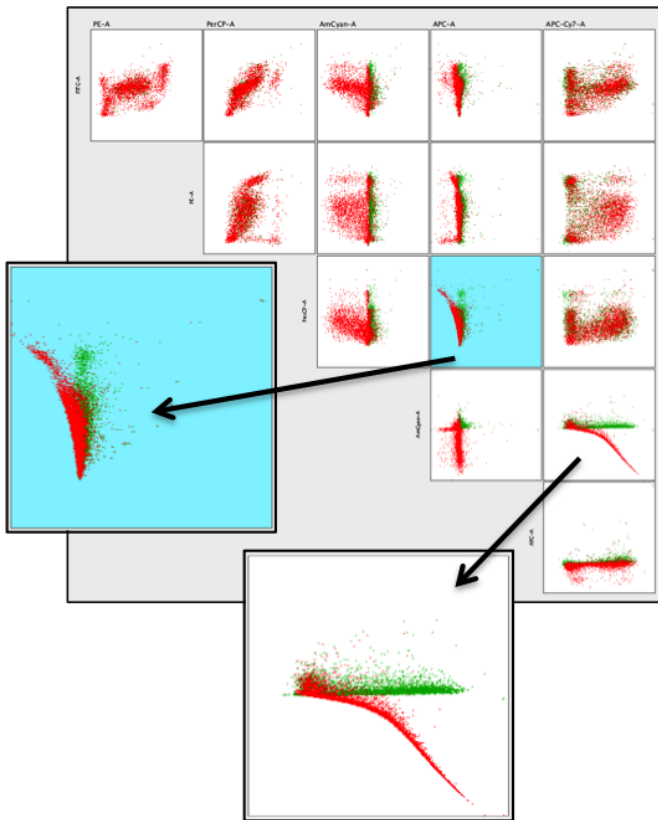 PE-A PerCP-A AmCyan-A APC-A APC-Cy7-A
FITC-A
PE-A
PerCP-A
AmCyan-A
APC-A